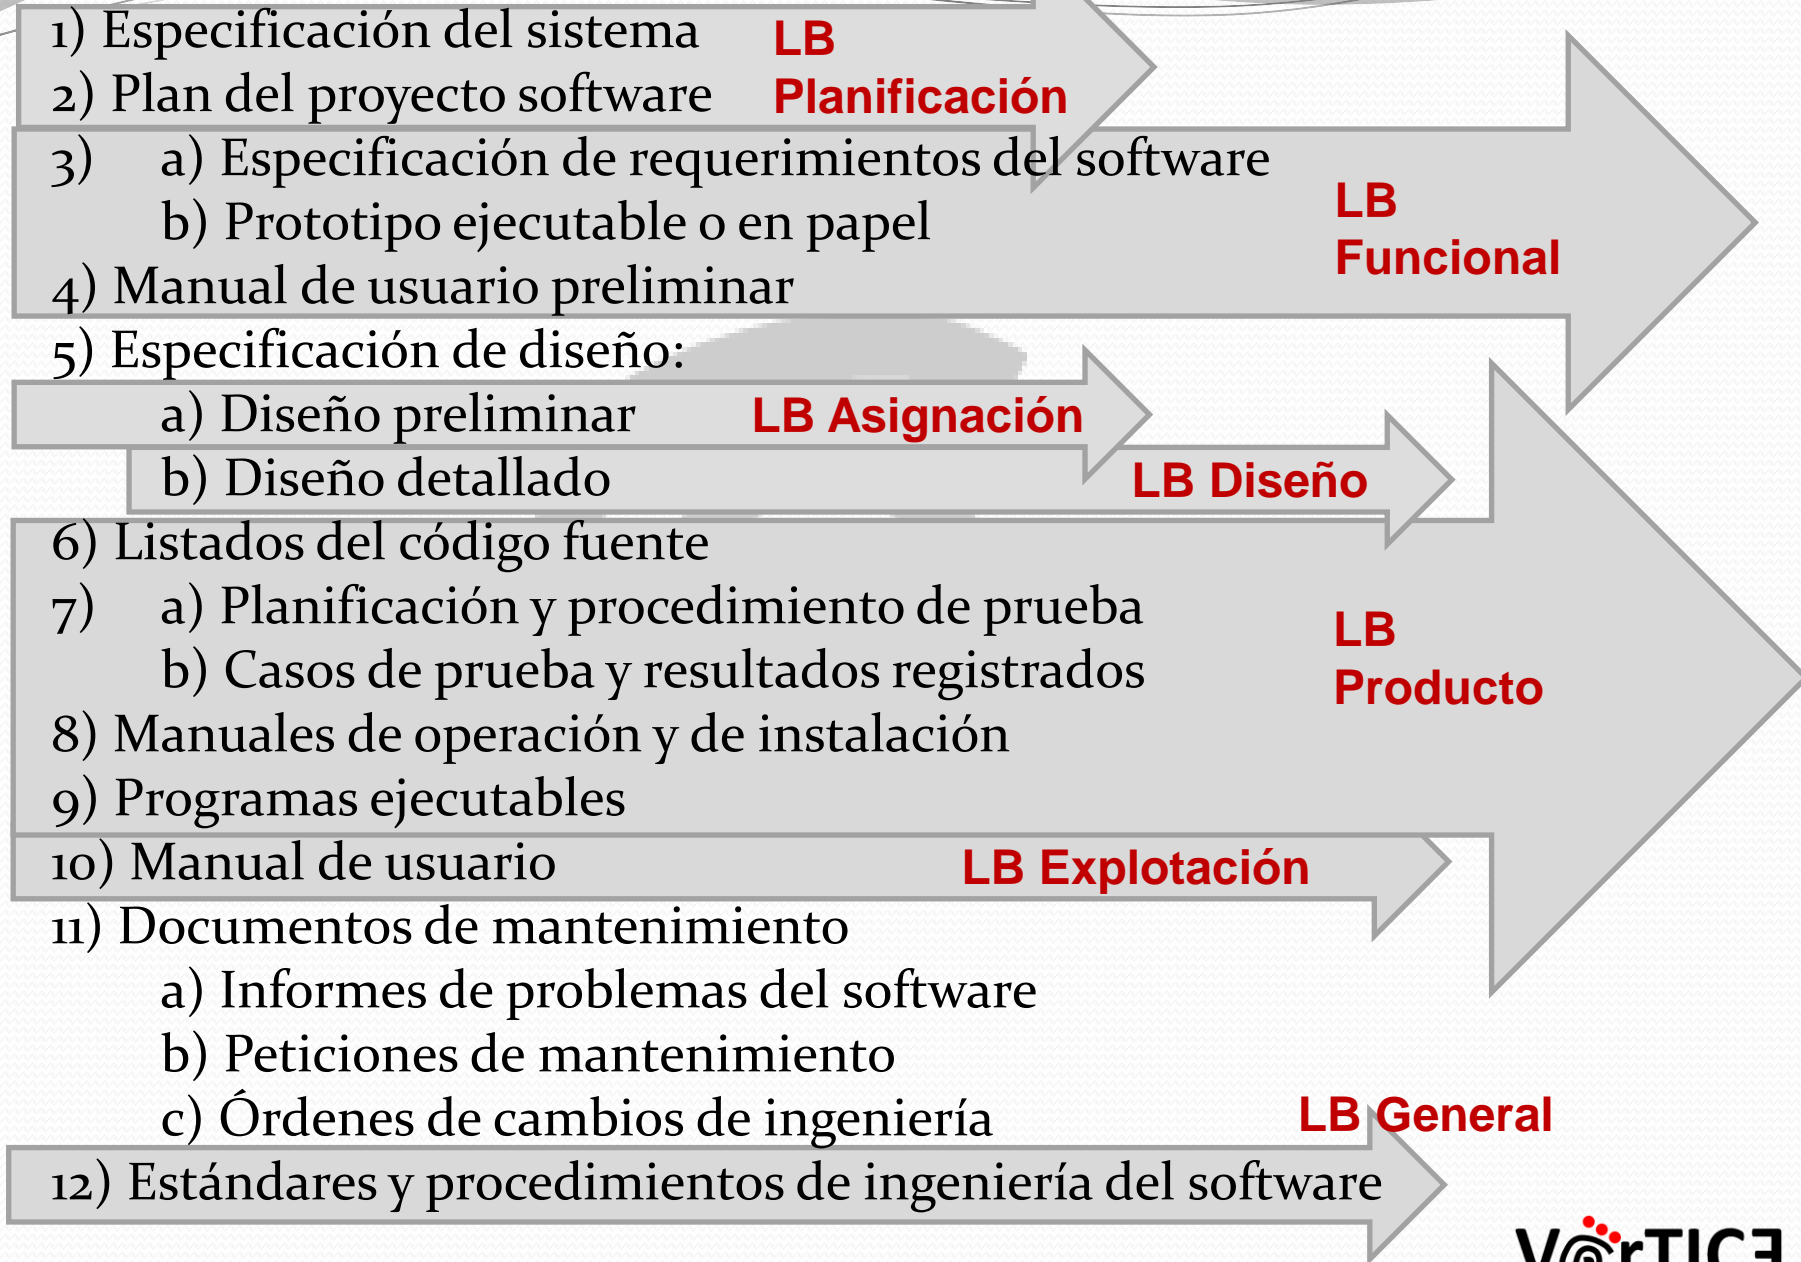 1) Especificación del sistema
2) Plan del proyecto software
LB
Planificación
3) a) Especificación de requerimientos del software
b) Prototipo ejecutable o en papel
4) Manual de usuario preliminar
LB
Funcional
5) Especificación de diseño:
a) Diseño preliminar LB Asignación
b) Diseño detallado LB Diseño
6) Listados del código fuente
7) a) Planificación y procedimiento de prueba
b) Casos de prueba y resultados registrados
8) Manuales de operación y de instalación
9) Programas ejecutables
LB
Producto
10) Manual de usuario LB Explotación
11) Documentos de mantenimiento
a) Informes de problemas del software
b) Peticiones de mantenimiento
c) Órdenes de cambios de ingeniería LB General
12) Estándares y procedimientos de ingeniería del software